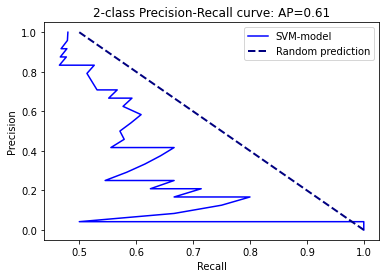 2-class Precision-Recall curve: AP=0.61
SVM-model
Random prediction
Precision
1.0
0.8
0.6
0.4
0.2
0.0
0.5 0.6 0.7 0.8 0.9 1.0
Recall